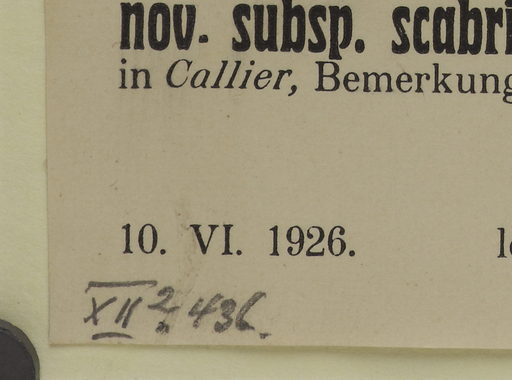 nov. subsp. scabri
in Callier, Bemerkung
10. VI. 1926. l
XII 2. 436.